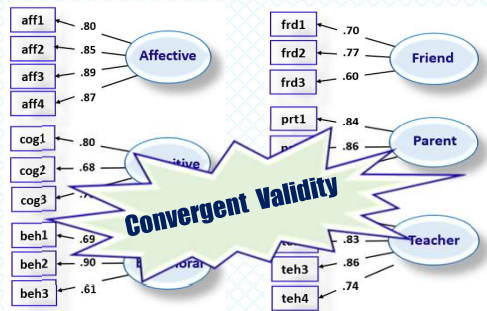 aff1
.80
aff2
.85
Affective
aff3
.89
aff4
.87
cog1
.80
cog2
.68
cog3
beh1
.69
beh2
.90
beh3
.61
frd1
.70
frd2
.77
Friend
frd3
.60
prt1
.84
Parent
.86
Convergent Validity
.83
Teacher
teh3
.86
teh4
.74